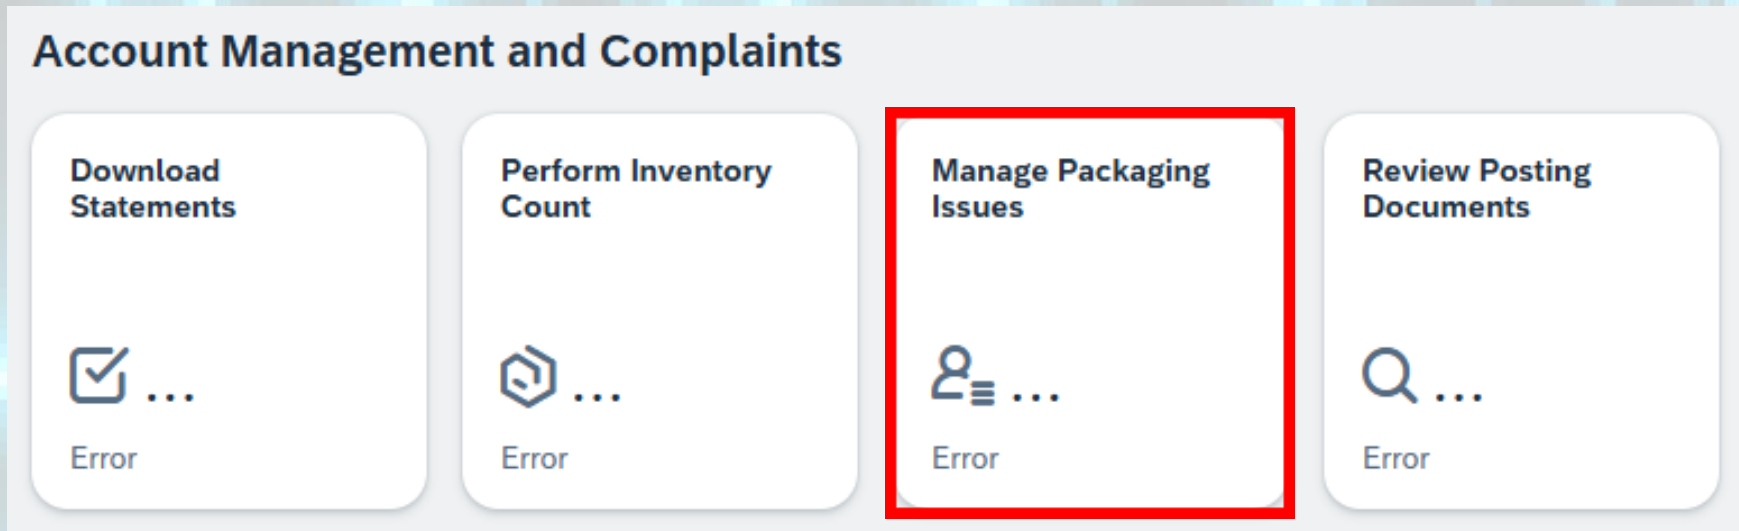 Account Management and Complaints
Download
Statements
...
Error
Perform Inventory
Count
...
Error
Manage Packaging
Issues
...
Error
Review Posting
Documents
...
Error